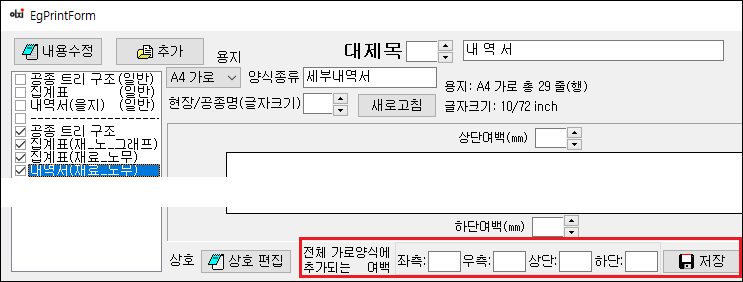 olxi EgPrintForm
내용수정 추가 용지 대제목 내 역 서
공종 트리 구조(일반)
집계표 (일반)
내역서(을지) (일반)
--------------------
공종 트리 구조
집계표(재_노_그래프)
집계표(재료_노무)
내역서(재료_노무)
A4 가로 양식종류 세부내역서
현장/공종명(글자크기) 새로고침
용지: A4 가로 총 29 줄(행)
글자크기: 10/72 inch
상단여백(mm)
하단여백(mm)
상호 상호 편집
전체 가로양식에
추가되는 여백
좌측: 우측: 상단: 하단: 저장